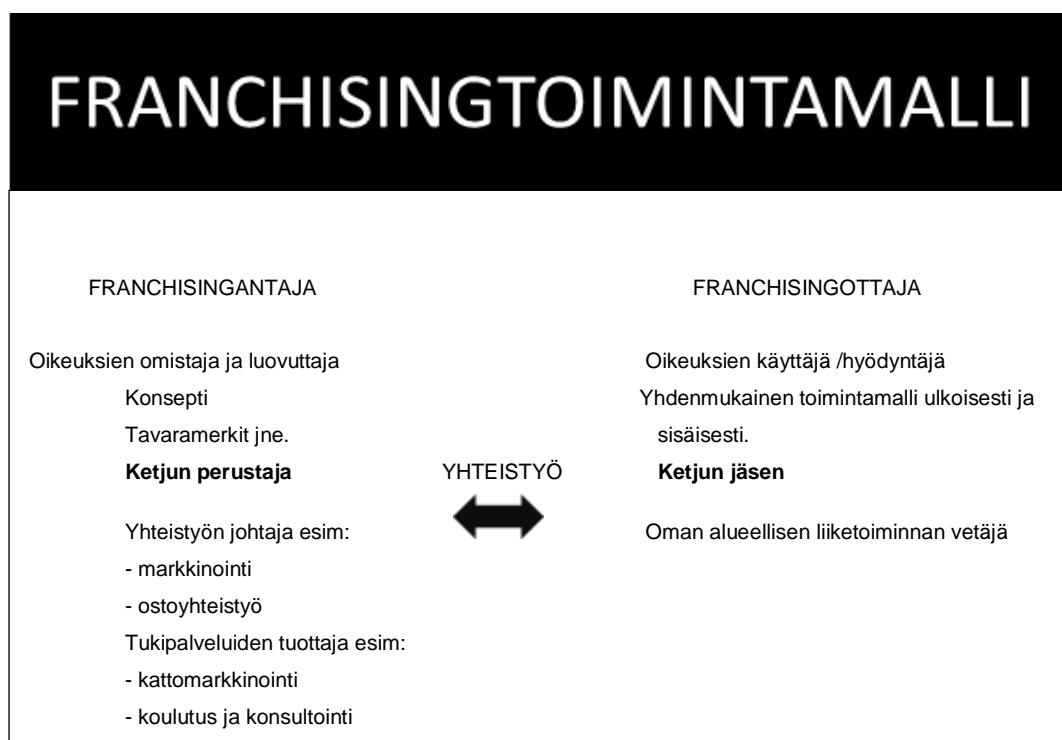 FRANCHISINGTOIMINTAMALLI
FRANCHISINGANTAJA
Oikeuksien omistaja ja luovuttaja
Konsepti
Tavaramerkit jne.
Ketjun perustaja
Yhteistyön johtaja esim:
- markkinointi
- ostoyhteistyö
Tukipalveluiden tuottaja esim:
- kattomarkkinointi
- koulutus ja konsultointi
YHTEISTYÖ
FRANCHISINGOTTAJA
Oikeuksien käyttäjä /hyödyntäjä
Yhdenmukainen toimintamalli ulkoisesti ja
sisäisesti.
Ketjun jäsen
Oman alueellisen liiketoiminnan vetäjä